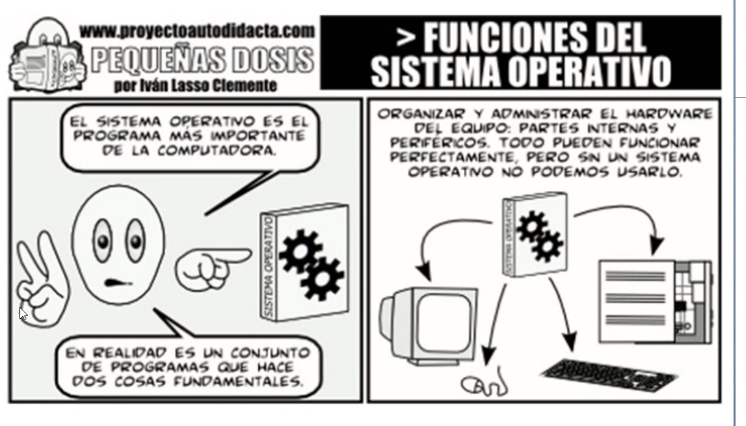 www.proyectoautodidacta.com
PEQUEÑAS DOSIS
por Iván Lasso Clemente
> FUNCIONES DEL
SISTEMA OPERATIVO
EL SISTEMA OPERATIVO ES EL
PROGRAMA MÁS IMPORTANTE
DE LA COMPUTADORA.
SISTEMA OPERATIVO
EN REALIDAD ES UN CONJUNTO
DE PROGRAMAS QUE HACE
DOS COSAS FUNDAMENTALES.
ORGANIZAR Y ADMINISTRAR EL HARDWARE
DEL EQUIPO: PARTES INTERNAS Y
PERIFÉRICOS. TODO PUEDEN FUNCIONAR
PERFECTAMENTE, PERO SIN UN SISTEMA
OPERATIVO NO PODEMOS USARLO.
SISTEMA OPERATIVO